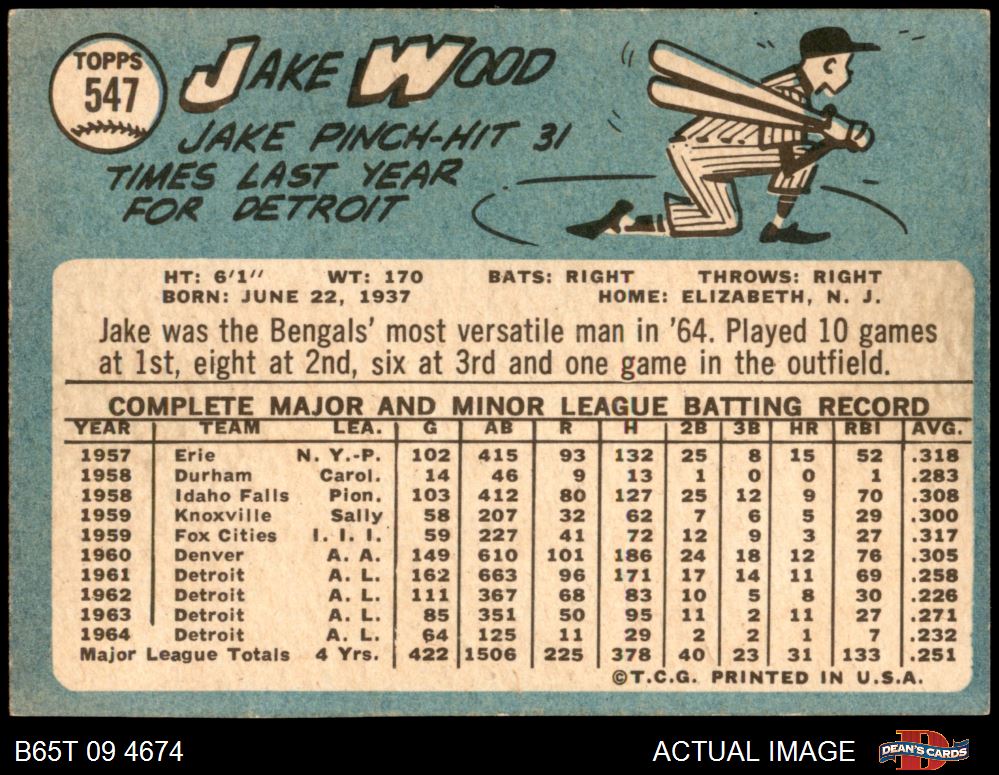 TOPPS
547
JAKE WOOD
JAKE PINCH-HIT 31
TIMES LAST YEAR
FOR DETROIT
HT: 6'1" WT: 170 BATS: RIGHT THROWS: RIGHT
BORN: JUNE 22, 1937 HOME: ELIZABETH, N. J.
Jake was the Bengals' most versatile man in '64. Played 10 games
at 1st, eight at 2nd, six at 3rd and one game in the outfield.
COMPLETE MAJOR AND MINOR LEAGUE BATTING RECORD
YEAR TEAM LEA. G AB R H 2B 3B HR RBI AVG.
1957 Erie N. Y.-P. 102 415 93 132 25 8 15 52 .318
1958 Durham Carol. 14 46 9 13 1 0 0 1 .283
1958 Idaho Falls Pion. 103 412 80 127 25 12 9 70 .308
1959 Knoxville Sally 58 207 32 62 7 6 5 29 .300
1959 Fox Cities I. I. I. 59 227 41 72 12 9 3 27 .317
1960 Denver A. A. 149 610 101 186 24 18 12 76 .305
1961 Detroit A. L. 162 663 96 171 17 14 11 69 .258
1962 Detroit A. L. 111 367 68 83 10 5 8 30 .226
1963 Detroit A. L. 85 351 50 95 11 2 11 27 .271
1964 Detroit A. L. 64 125 11 29 2 2 1 7 .232
Major League Totals 4 Yrs. 422 1506 225 378 40 23 31 133 .251
©T.C.G. PRINTED IN U.S.A.
B65T 09 4674 ACTUAL IMAGE D DEAN'S CARDS